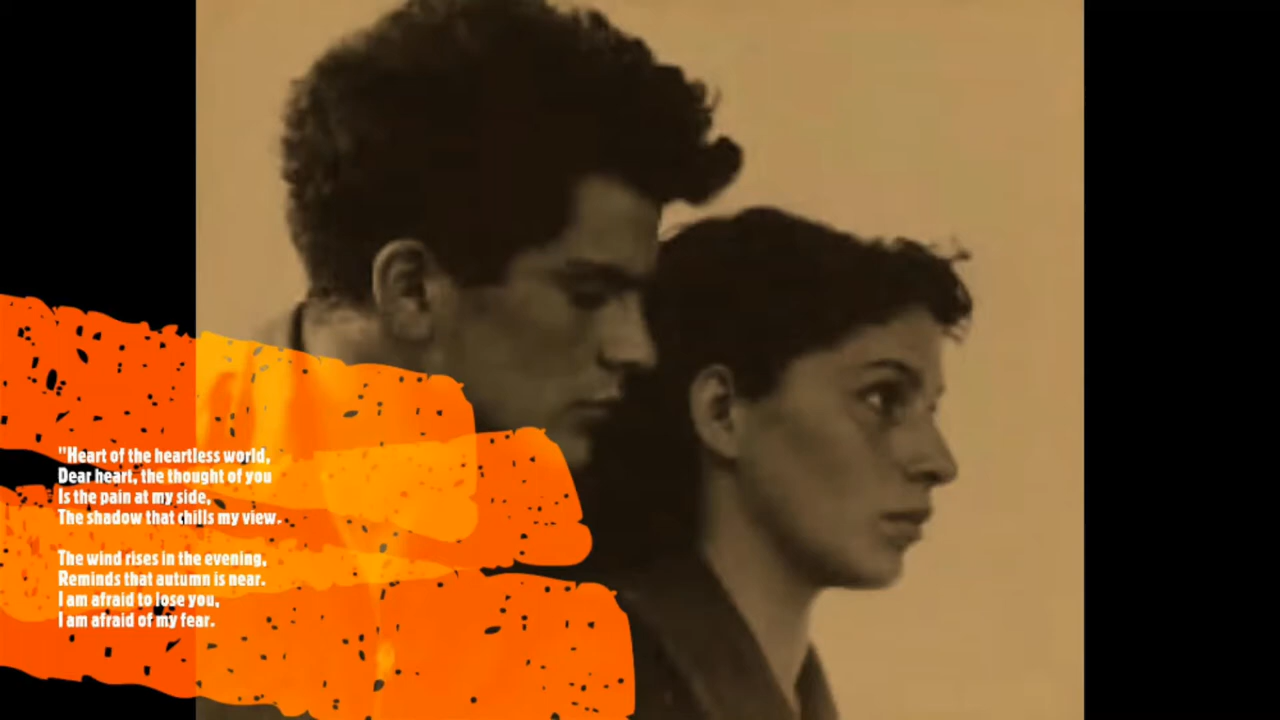 "Heart of the heartless world,
Dear heart, the thought of you
Is the pain at my side,
The shadow that chills my view.
The wind rises in the evening,
Reminds that autumn is near.
I am afraid to lose you,
I am afraid of my fear.